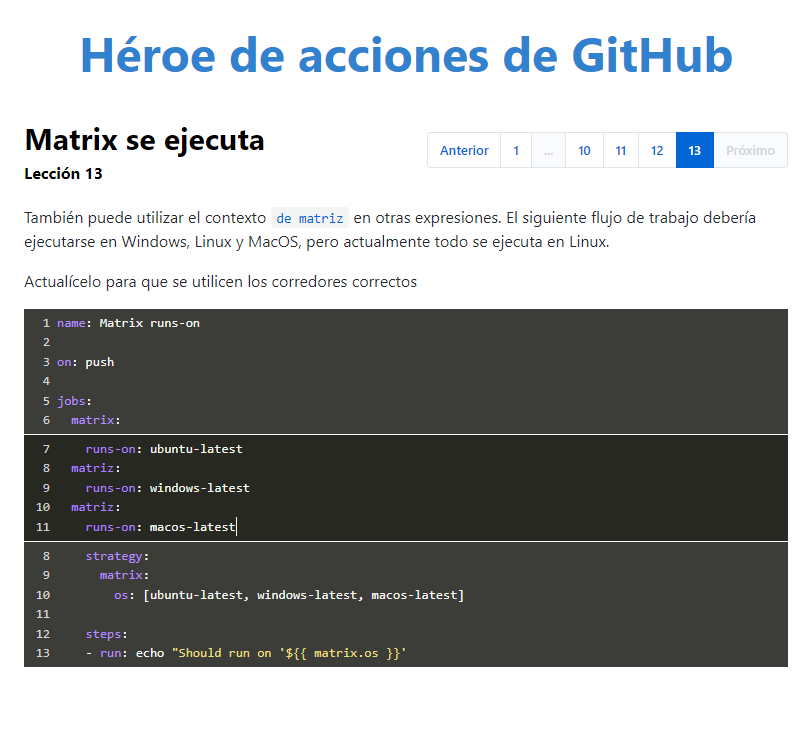 Héroe de acciones de GitHub
Matrix se ejecuta
Anterior 1 ... 10 11 12 13 Próximo
Lección 13
También puede utilizar el contexto de matriz en otras expresiones. El siguiente flujo de trabajo debería
ejecutarse en Windows, Linux y MacOS, pero actualmente todo se ejecuta en Linux.
Actualícelo para que se utilicen los corredores correctos
1 name: Matrix runs-on
2
3 on: push
4
5 jobs:
6   matrix:
7     runs-on: ubuntu-latest
8   matriz:
9     runs-on: windows-latest
10   matriz:
11     runs-on: macos-latest
8     strategy:
9       matrix:
10         os: [ubuntu-latest, windows-latest, macos-latest]
11
12     steps:
13     - run: echo "Should run on '${{ matrix.os }}'